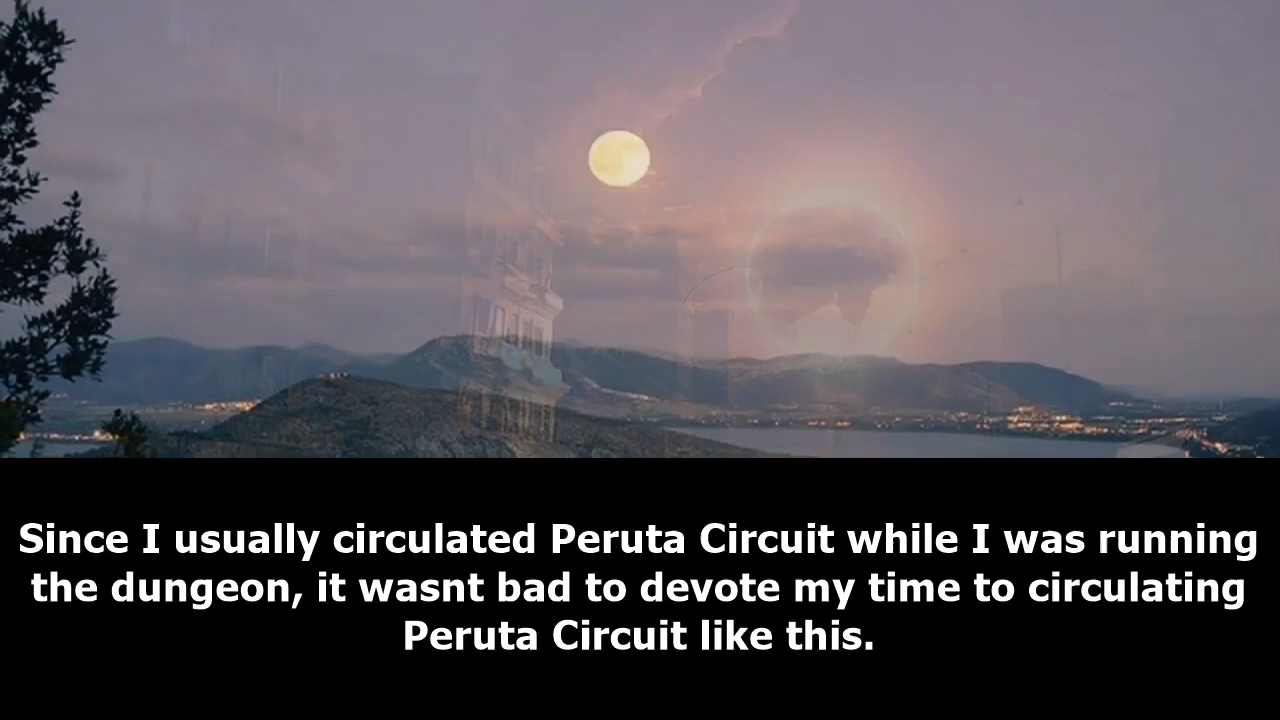 Since I usually circulated Peruta Circuit while I was running
the dungeon, it wasnt bad to devote my time to circulating
Peruta Circuit like this.